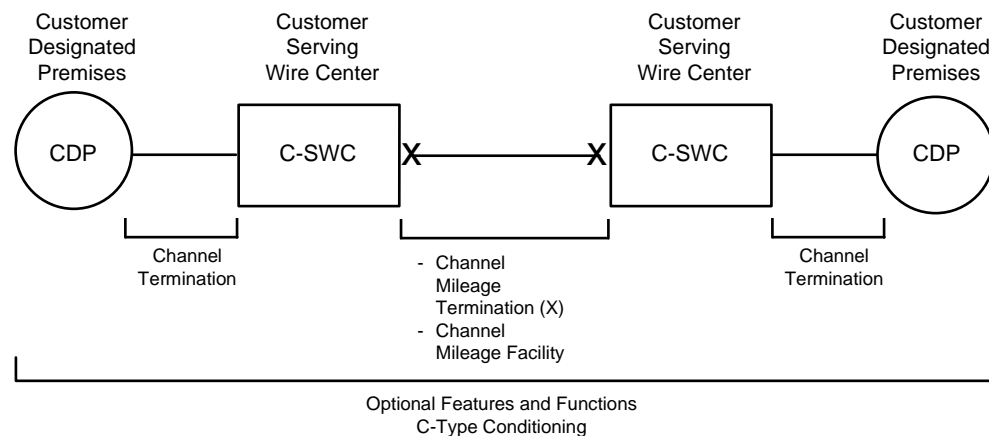 Customer
Designated
Premises
Customer
Serving
Wire Center
Customer
Serving
Wire Center
Customer
Designated
Premises
CDP
C-SWC
X
X
C-SWC
CDP
Channel
Termination
- Channel
Mileage
Termination (X)
- Channel
Mileage Facility
Channel
Termination
Optional Features and Functions
C-Type Conditioning